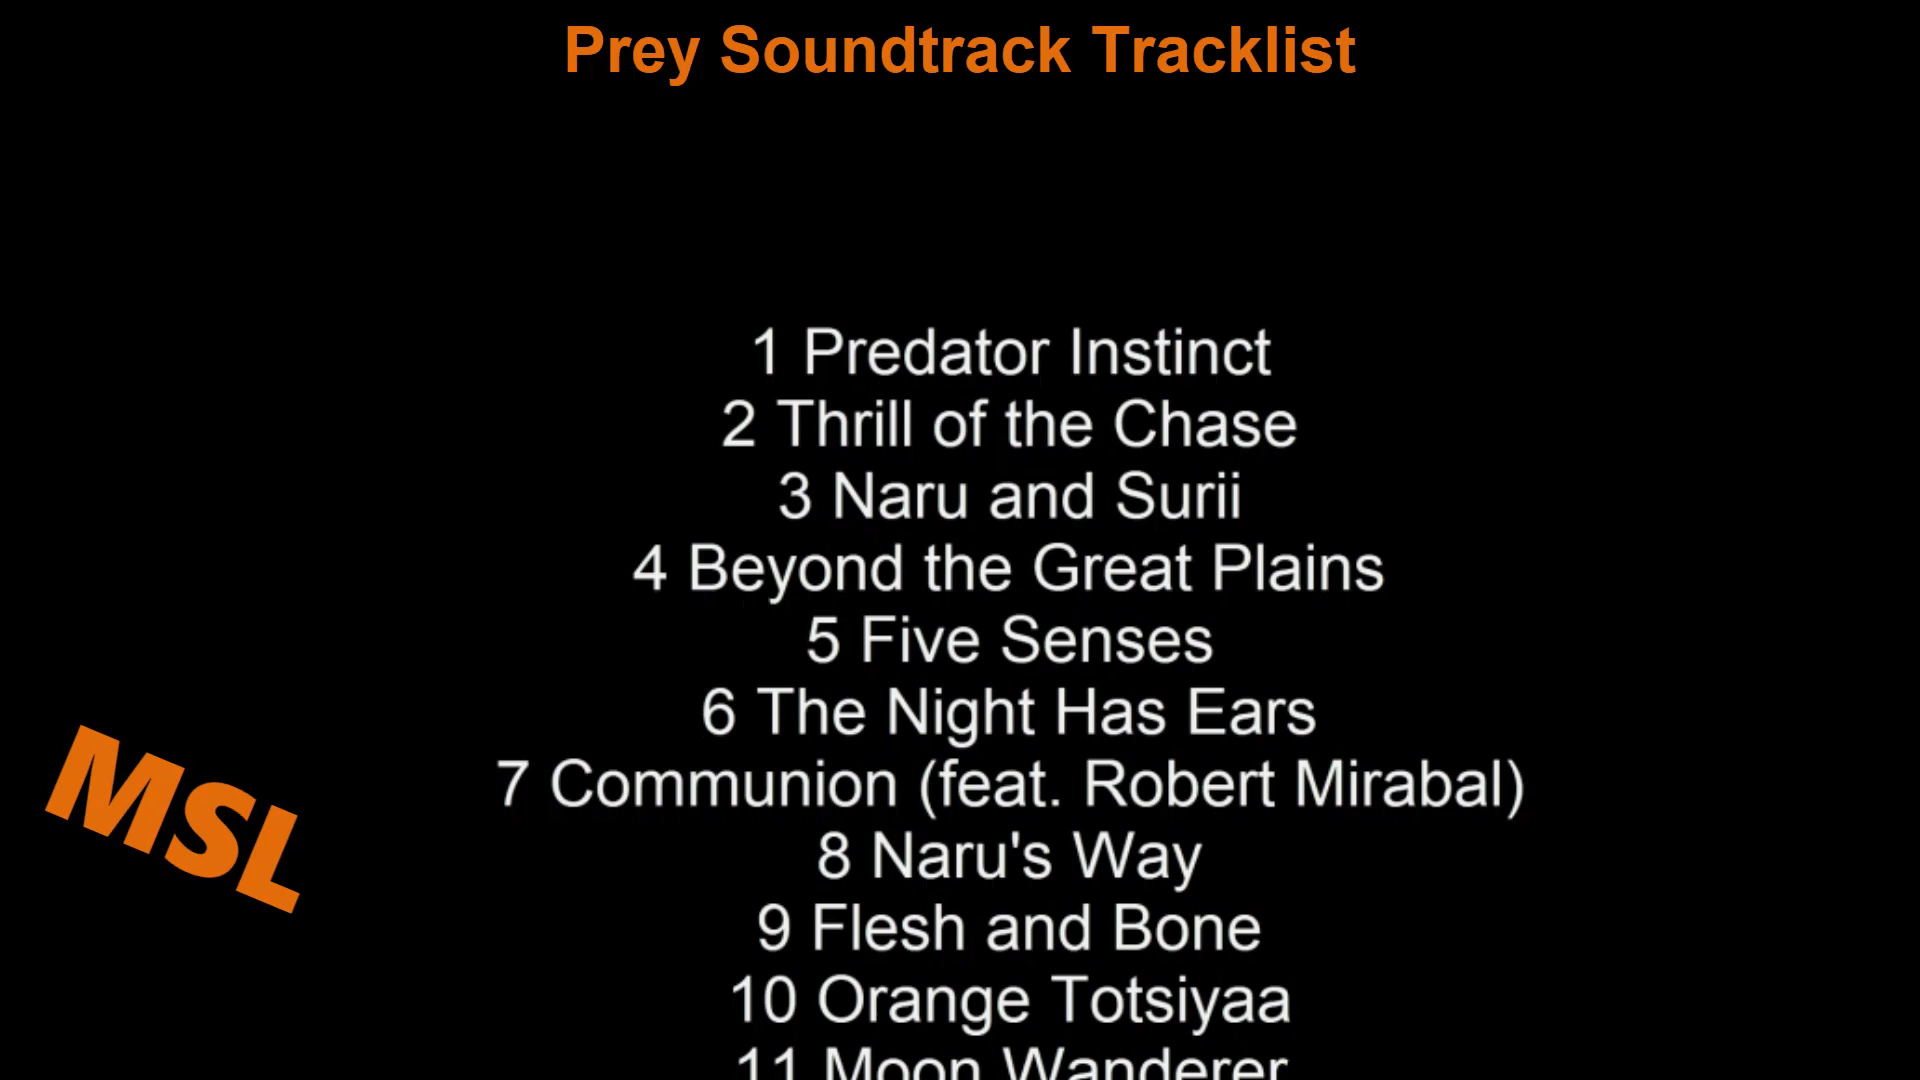 Prey Soundtrack Tracklist
1 Predator Instinct
2 Thrill of the Chase
3 Naru and Surii
4 Beyond the Great Plains
5 Five Senses
6 The Night Has Ears
7 Communion (feat. Robert Mirabal)
8 Naru's Way
9 Flesh and Bone
10 Orange Totsiyaa
11 Moon Wanderer
MSL